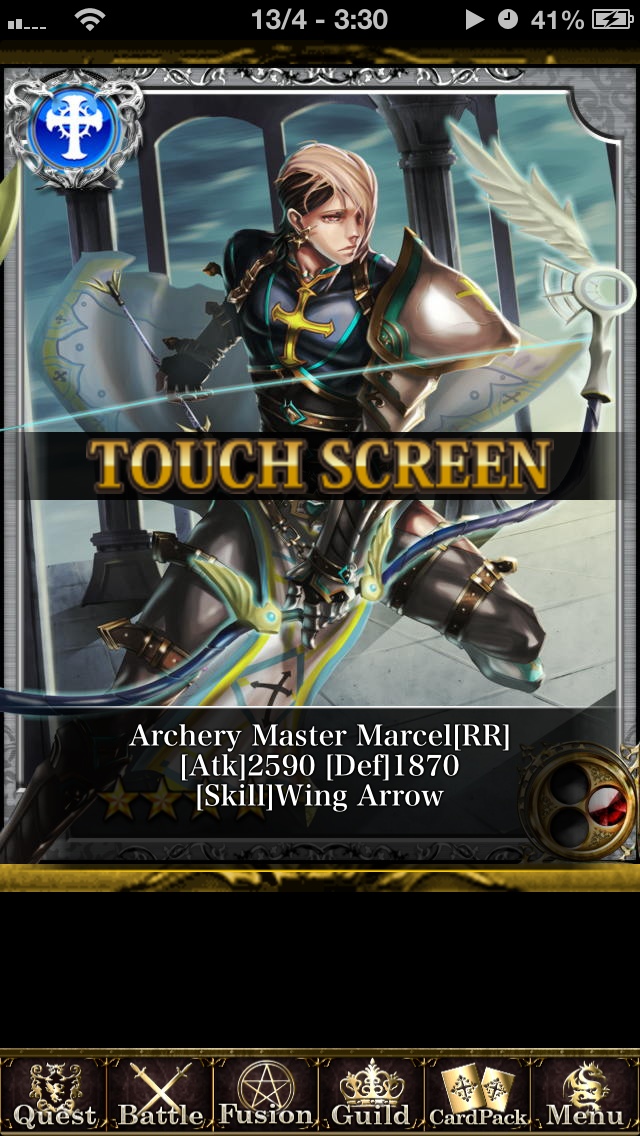 13/4 - 3:30
41%
TOUCH SCREEN
Archery Master Marcel[RR]
[Atk]2590 [Def]1870
[Skill]Wing Arrow
Quest Battle Fusion Guild CardPack Menu